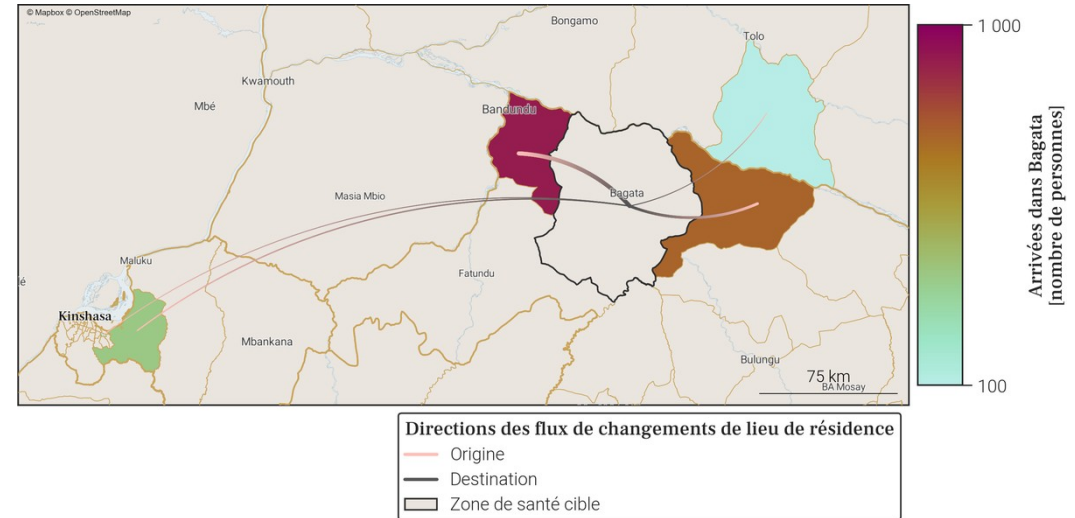 © Mapbox © OpenStreetMap
Bongamo
Tolo
Kwamouth
Mbé
Bandundu
Masia Mbio
Bagata
Maluku
Fatundu
Kinshasa
Mbankana
Bulungu
75 km
BA Mosay
1 000
100
Arrivées dans Bagata
[nombre de personnes]
Directions des flux de changements de lieu de résidence
Origine
Destination
Zone de santé cible